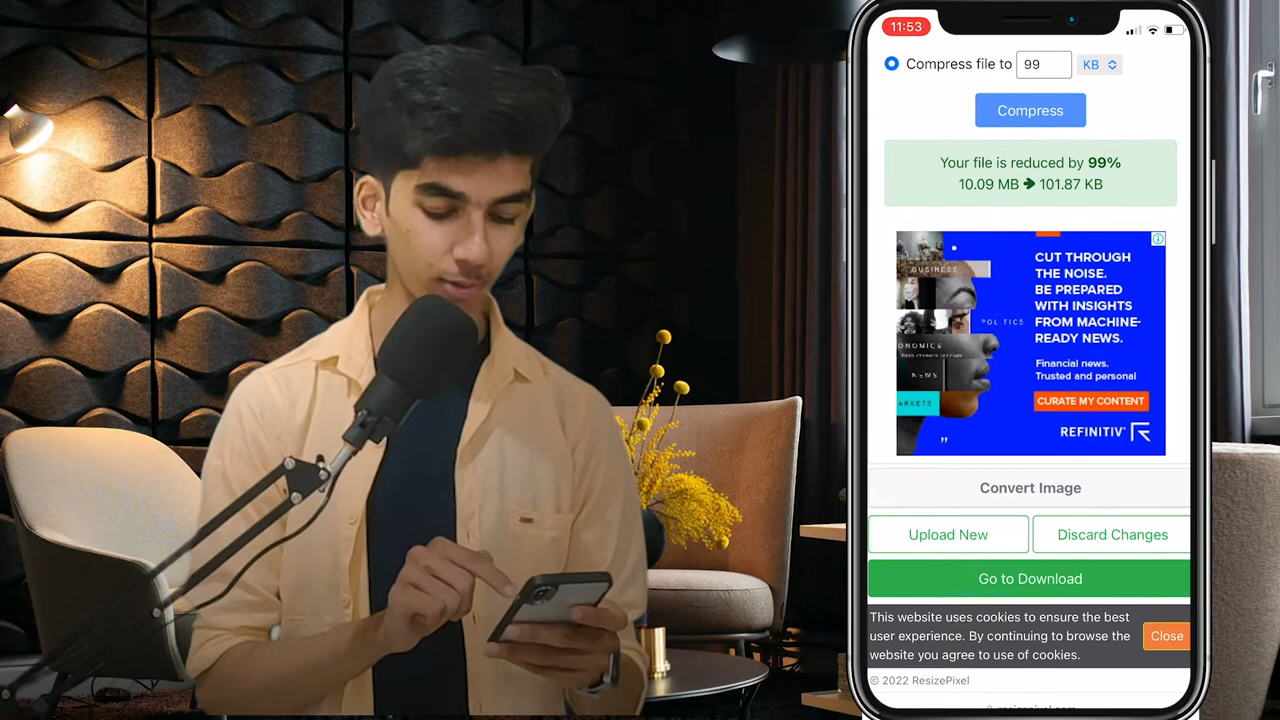 11:53
Compress file to 99 KB
Compress
Your file is reduced by 99%
10.09 MB → 101.87 KB
BUSINESS
POLITICS
ONOMICS
NEWS
ARKETS
CUT THROUGH
THE NOISE.
BE PREPARED
WITH INSIGHTS
FROM MACHINE-
READY NEWS.
Financial news.
Trusted and personal
CURATE MY CONTENT
REFINITIV
Convert Image
Upload New
Discard Changes
Go to Download
This website uses cookies to ensure the best
user experience. By continuing to browse the
website you agree to use of cookies.
Close
© 2022 ResizePixel